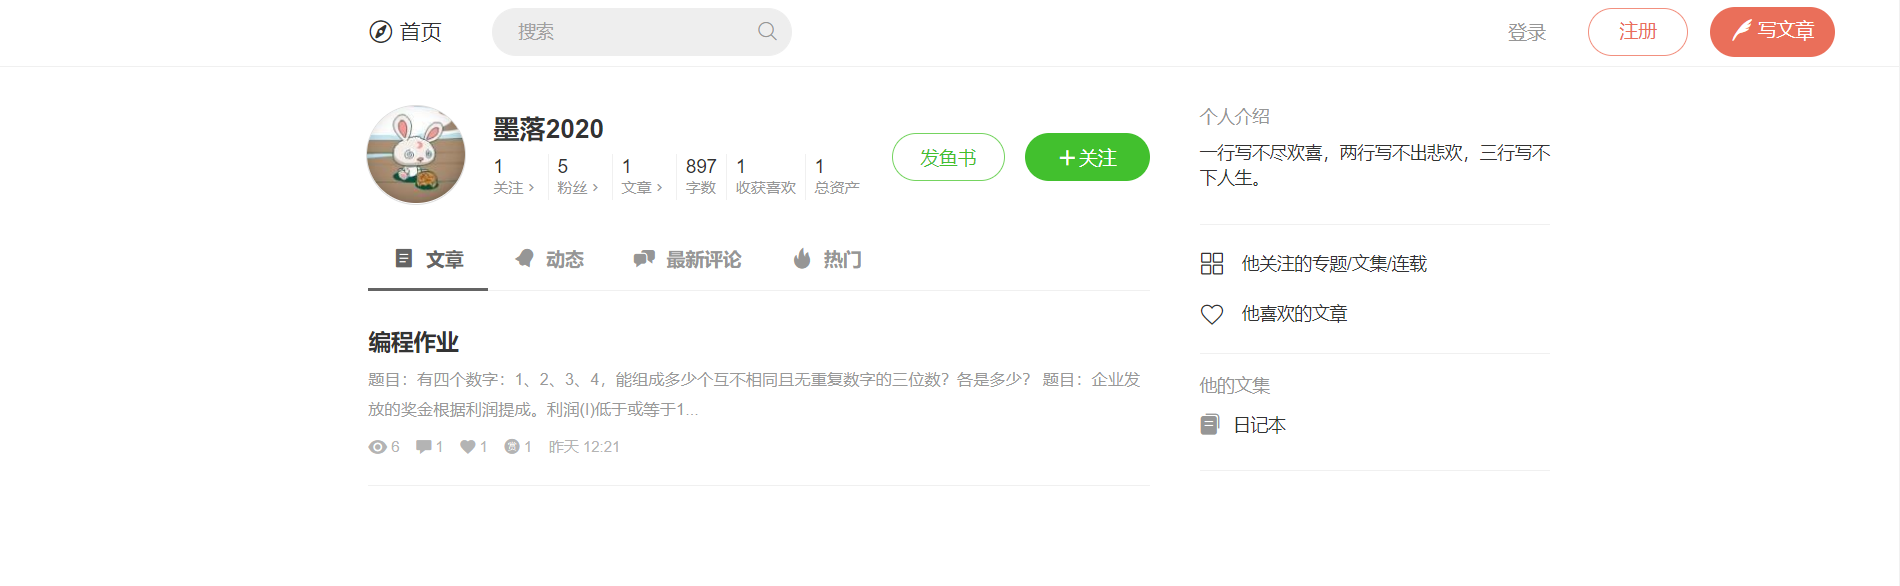 首页
搜索
登录
注册
写文章
墨落2020
1 5 1 897 1 1
关注 粉丝 文章 字数 收获喜欢 总资产
发鱼书
+关注
文章 动态 最新评论 热门
编程作业
题目：有四个数字：1、2、3、4，能组成多少个互不相同且无重复数字的三位数？各是多少？ 题目：企业发
放的奖金根据利润提成。利润(I)低于或等于1...
6 1 1 赏 1 昨天 12:21
个人介绍
一行写不尽欢喜，两行写不出悲欢，三行写不
下人生。
他关注的专题/文集/连载
他喜欢的文章
他的文集
日记本